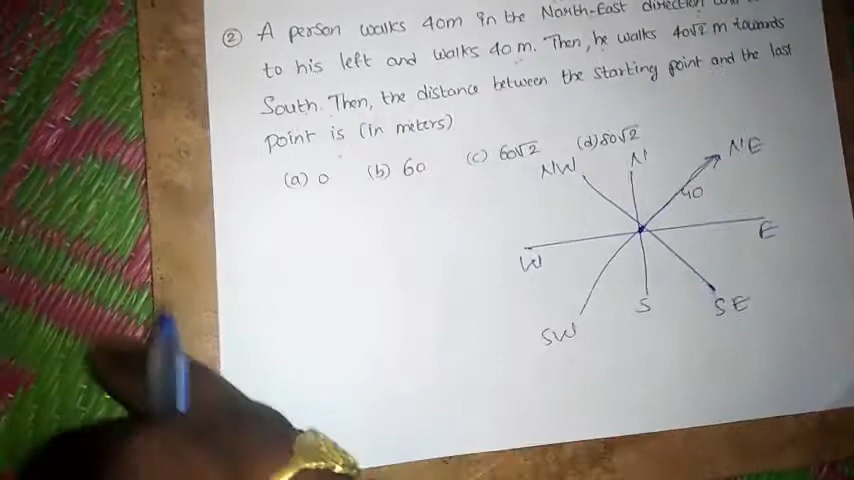 ② A person walks 40m in the North-East direction
to his left and walks 40 m. Then, he walks 40√2 m towards
South. Then, the distance between the starting point and the last
point is (in meters)
(a) 0 (b) 60 (c) 60√2 (d) 80√2
NW N NE
40
W E
SW S SE